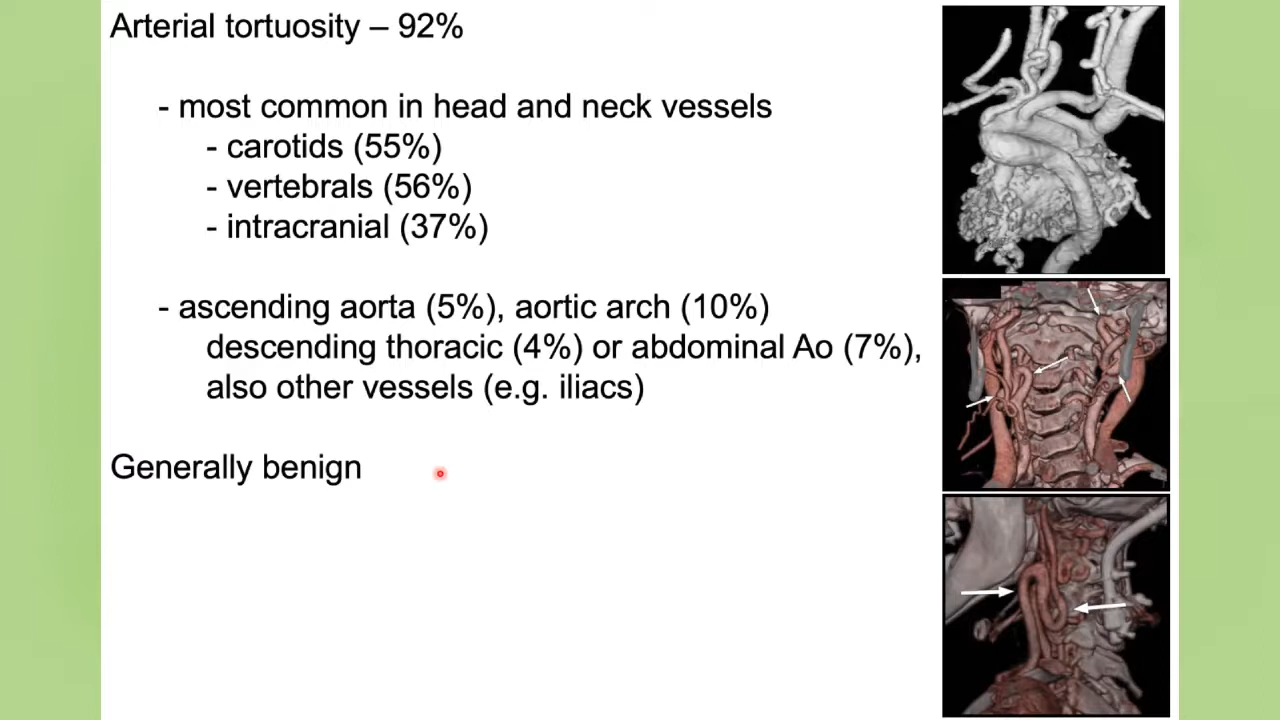 Arterial tortuosity – 92%
- most common in head and neck vessels
- carotids (55%)
- vertebrals (56%)
- intracranial (37%)
- ascending aorta (5%), aortic arch (10%)
descending thoracic (4%) or abdominal Ao (7%),
also other vessels (e.g. iliacs)
Generally benign